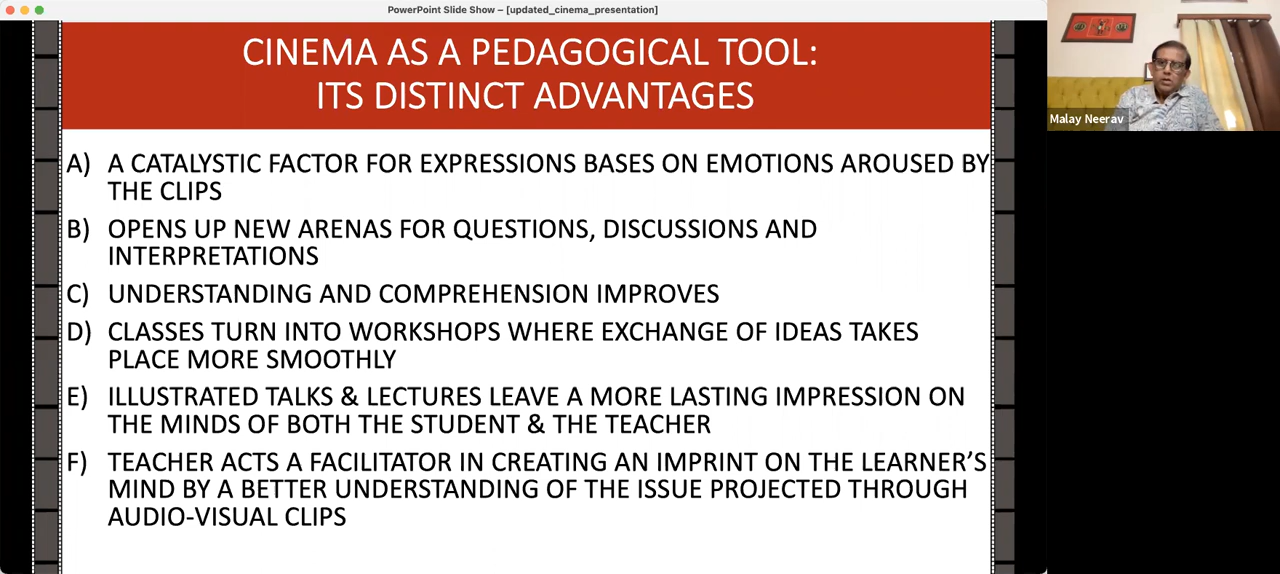 PowerPoint Slide Show – [updated_cinema_presentation]
CINEMA AS A PEDAGOGICAL TOOL:
ITS DISTINCT ADVANTAGES
Malay Neerav
A) A CATALYSTIC FACTOR FOR EXPRESSIONS BASES ON EMOTIONS AROUSED BY
THE CLIPS
B) OPENS UP NEW ARENAS FOR QUESTIONS, DISCUSSIONS AND
INTERPRETATIONS
C) UNDERSTANDING AND COMPREHENSION IMPROVES
D) CLASSES TURN INTO WORKSHOPS WHERE EXCHANGE OF IDEAS TAKES
PLACE MORE SMOOTHLY
E) ILLUSTRATED TALKS & LECTURES LEAVE A MORE LASTING IMPRESSION ON
THE MINDS OF BOTH THE STUDENT & THE TEACHER
F) TEACHER ACTS A FACILITATOR IN CREATING AN IMPRINT ON THE LEARNER’S
MIND BY A BETTER UNDERSTANDING OF THE ISSUE PROJECTED THROUGH
AUDIO-VISUAL CLIPS